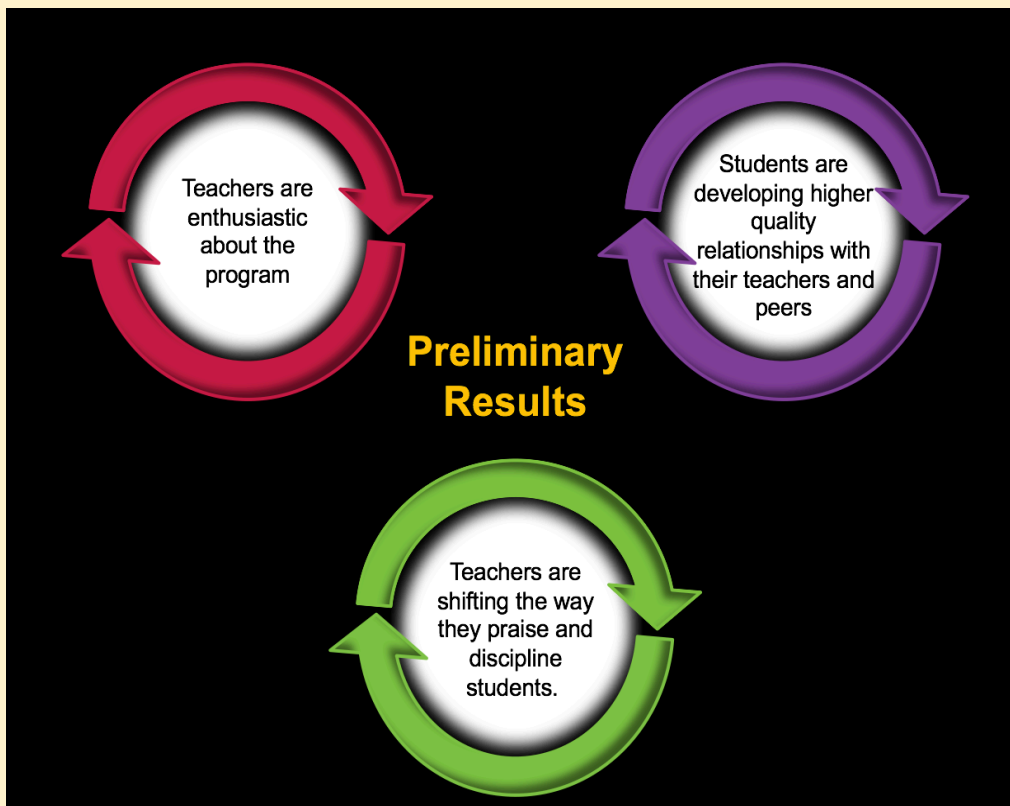 Teachers are
enthusiastic
about the
program
Students are
developing higher
quality
relationships with
their teachers and
peers
Preliminary
Results
Teachers are
shifting the way
they praise and
discipline
students.